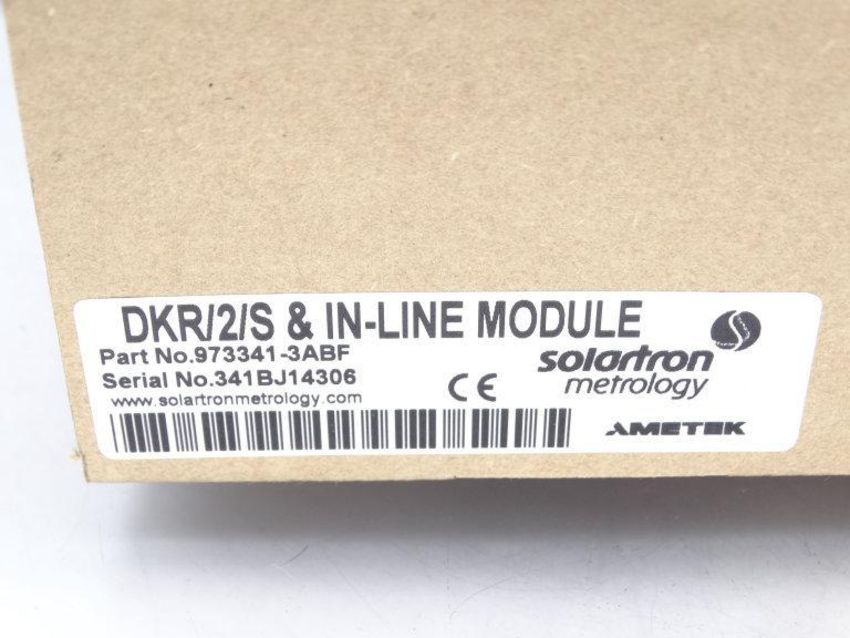 DKR/2/S & IN-LINE MODULE
Part No.973341-3ABF
Serial No.341BJ14306
www.solartronmetrology.com
CE
solartron
metrology
AMETEK